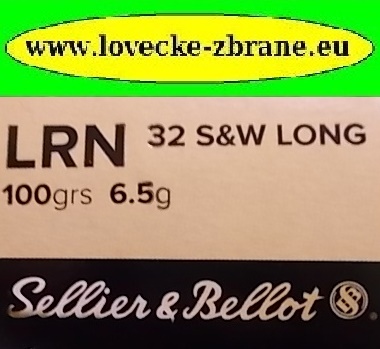 www.lovecke-zbrane.eu
LRN 32 S&W LONG
100grs 6.5g
Sellier & Bellot